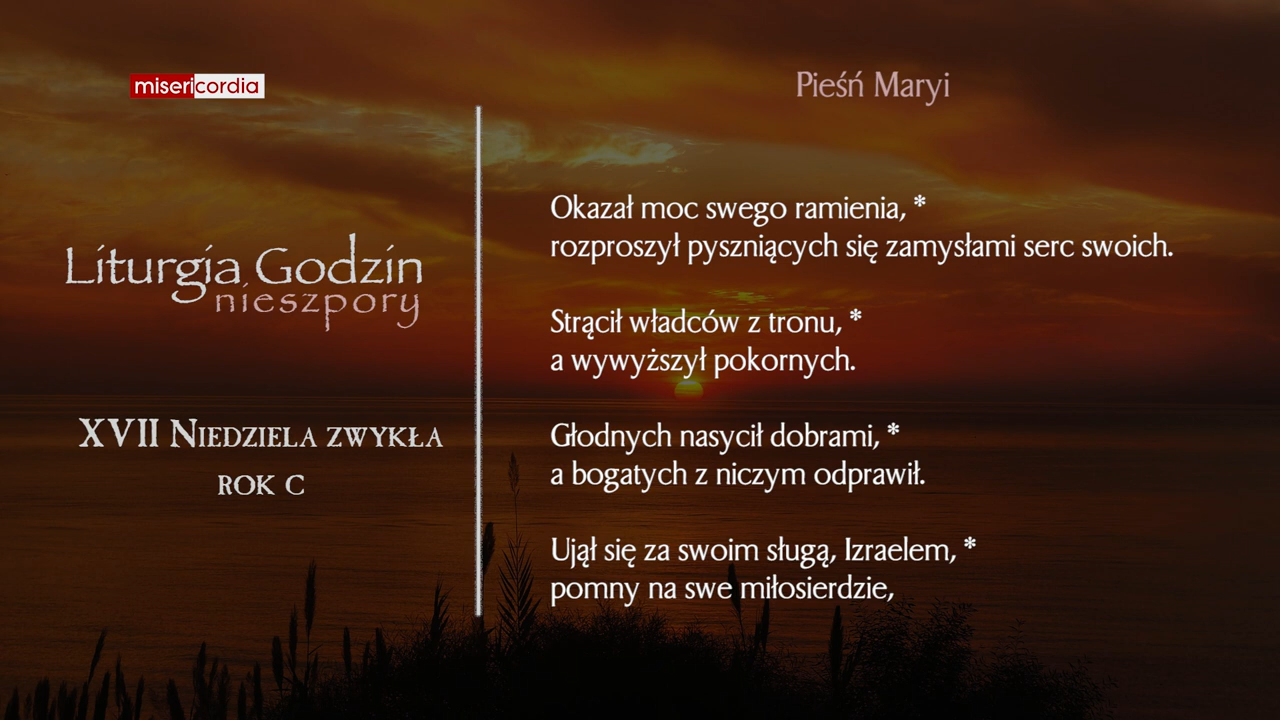 misericordia
Liturgia Godzin
nieszpory
XVII Niedziela zwykła
rok C
Pieśń Maryi
Okazał moc swego ramienia, *
rozproszył pyszniących się zamysłami serc swoich.
Strącił władców z tronu, *
a wywyższył pokornych.
Głodnych nasycił dobrami, *
a bogatych z niczym odprawił.
Ujął się za swoim sługą, Izraelem, *
pomny na swe miłosierdzie,